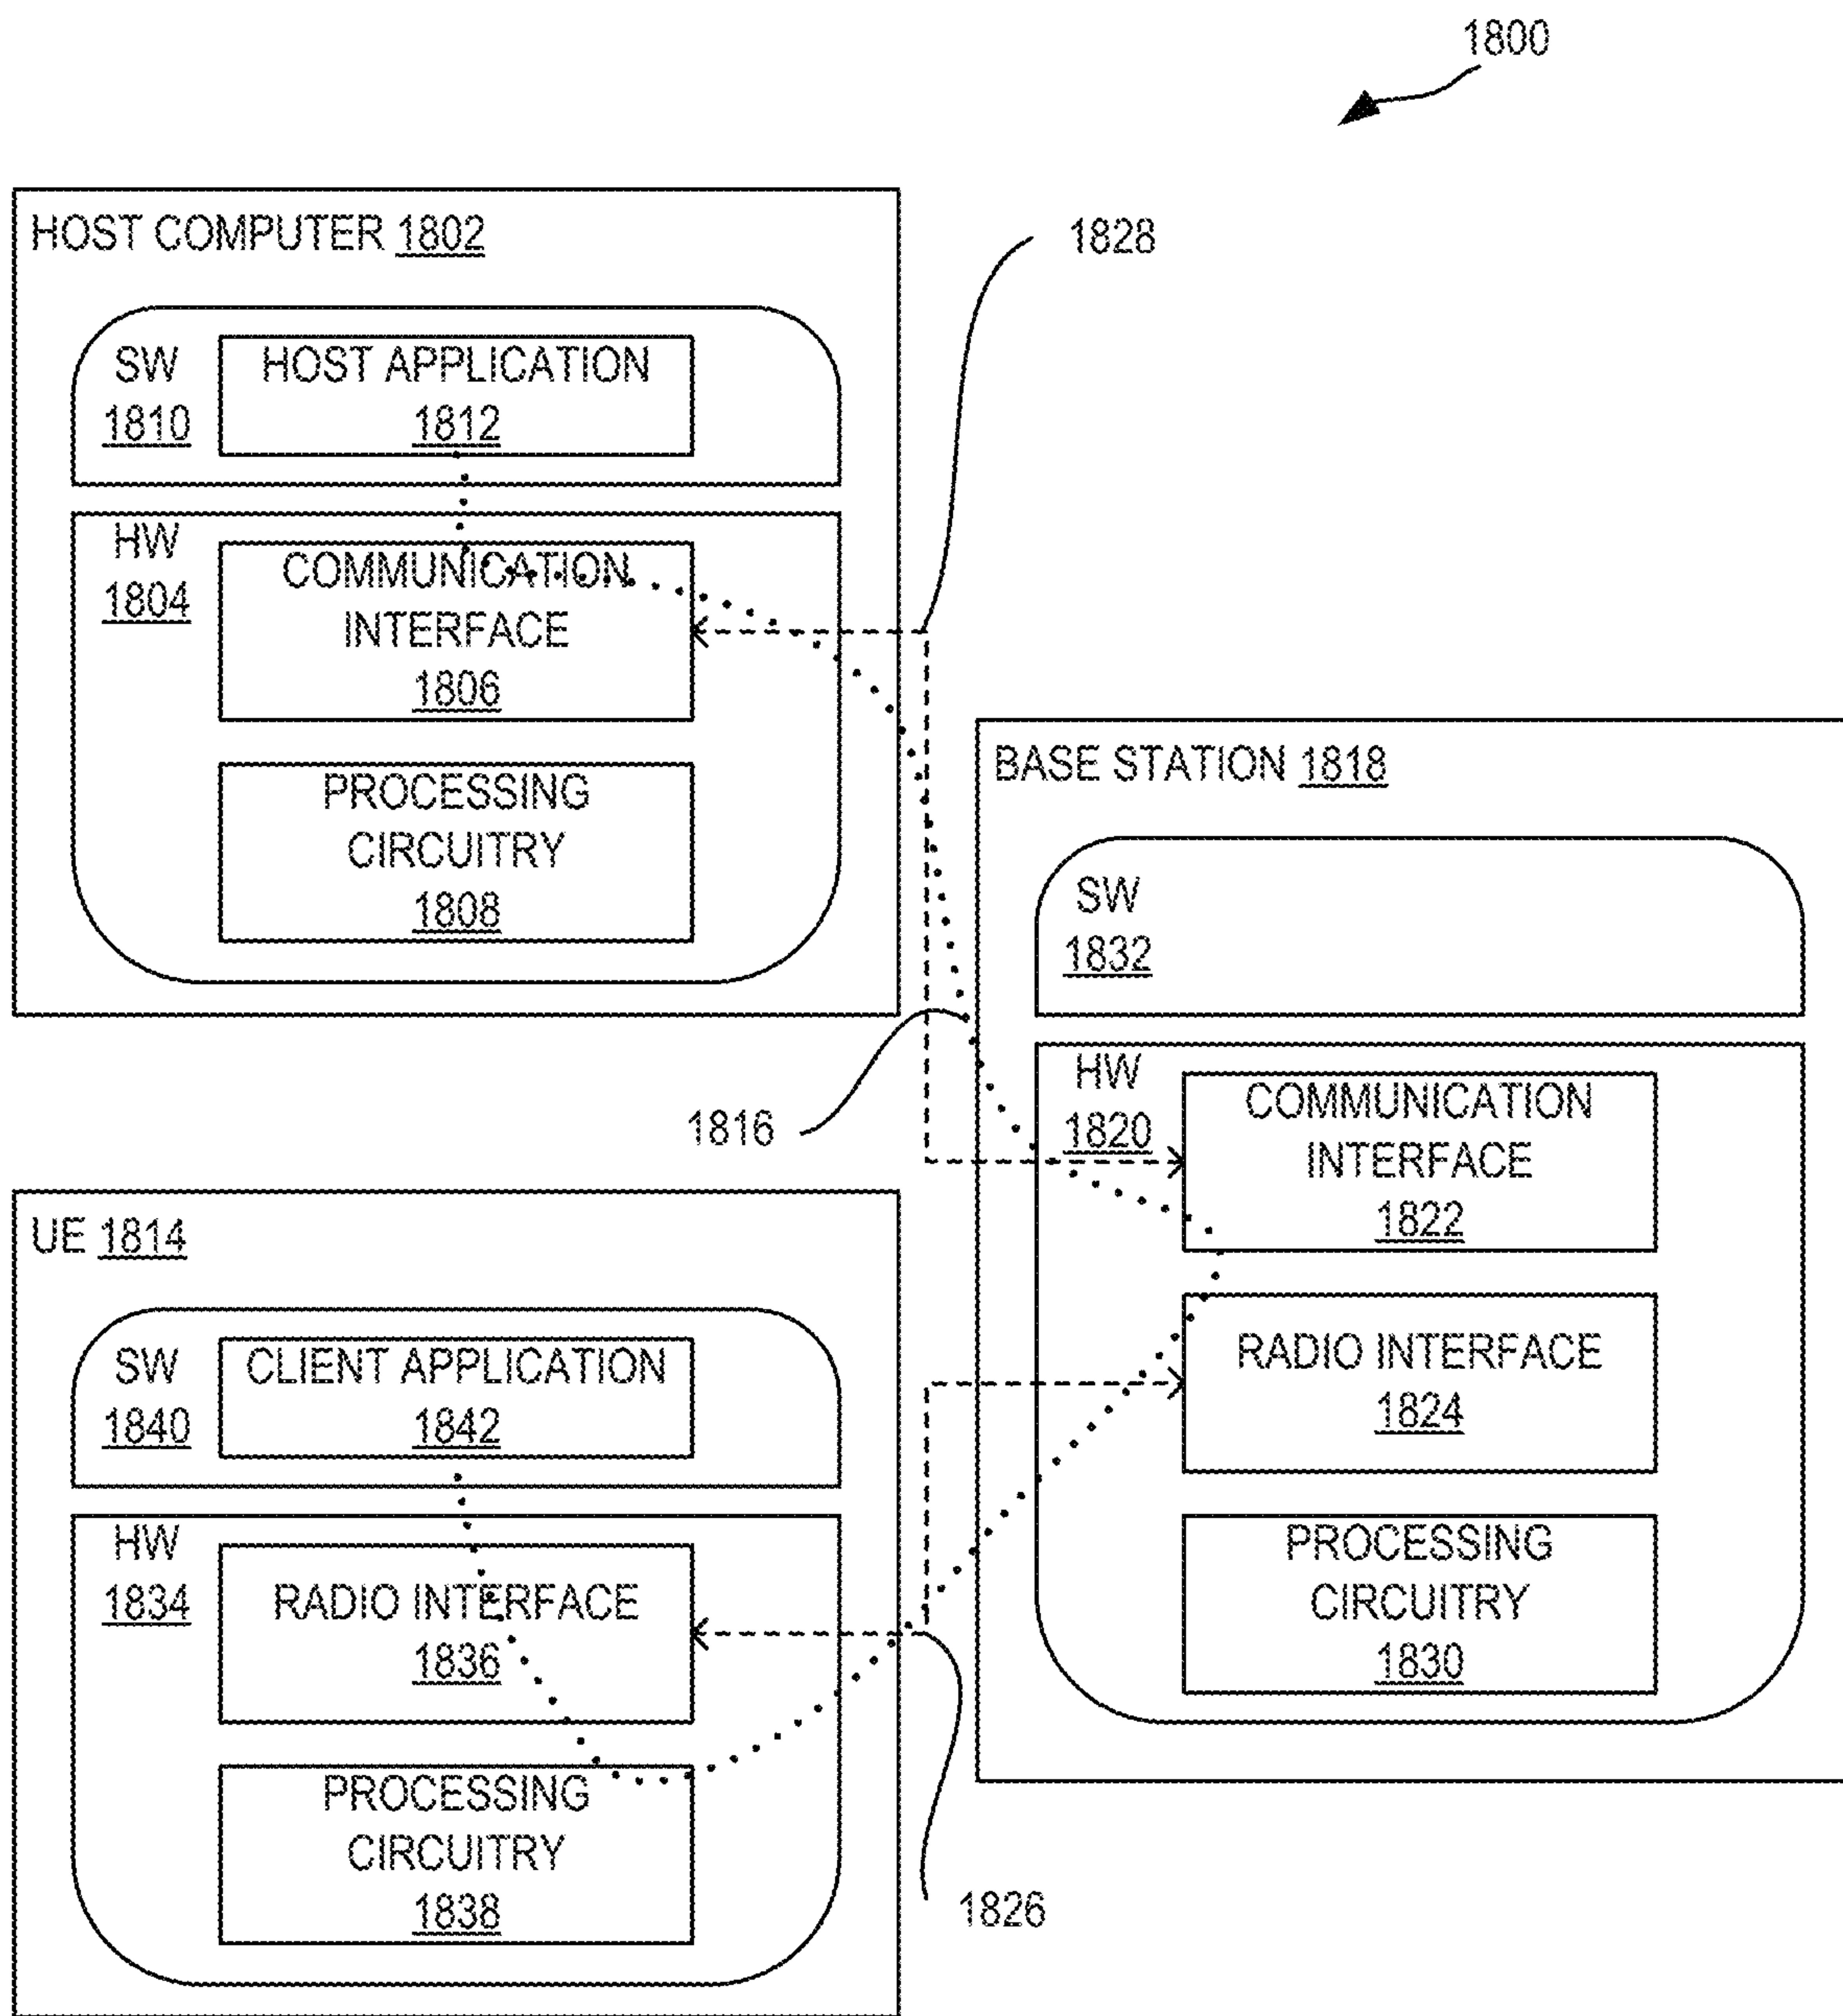 1800
HOST COMPUTER 1802
1828
SW
1810
HOST APPLICATION
1812
HW
1804
COMMUNICATION
INTERFACE
1806
PROCESSING
CIRCUITRY
1808
BASE STATION 1818
SW
1832
1816
HW
1820
COMMUNICATION
INTERFACE
1822
RADIO INTERFACE
1824
PROCESSING
CIRCUITRY
1830
UE 1814
SW
1840
CLIENT APPLICATION
1842
HW
1834
RADIO INTERFACE
1836
PROCESSING
CIRCUITRY
1838
1826